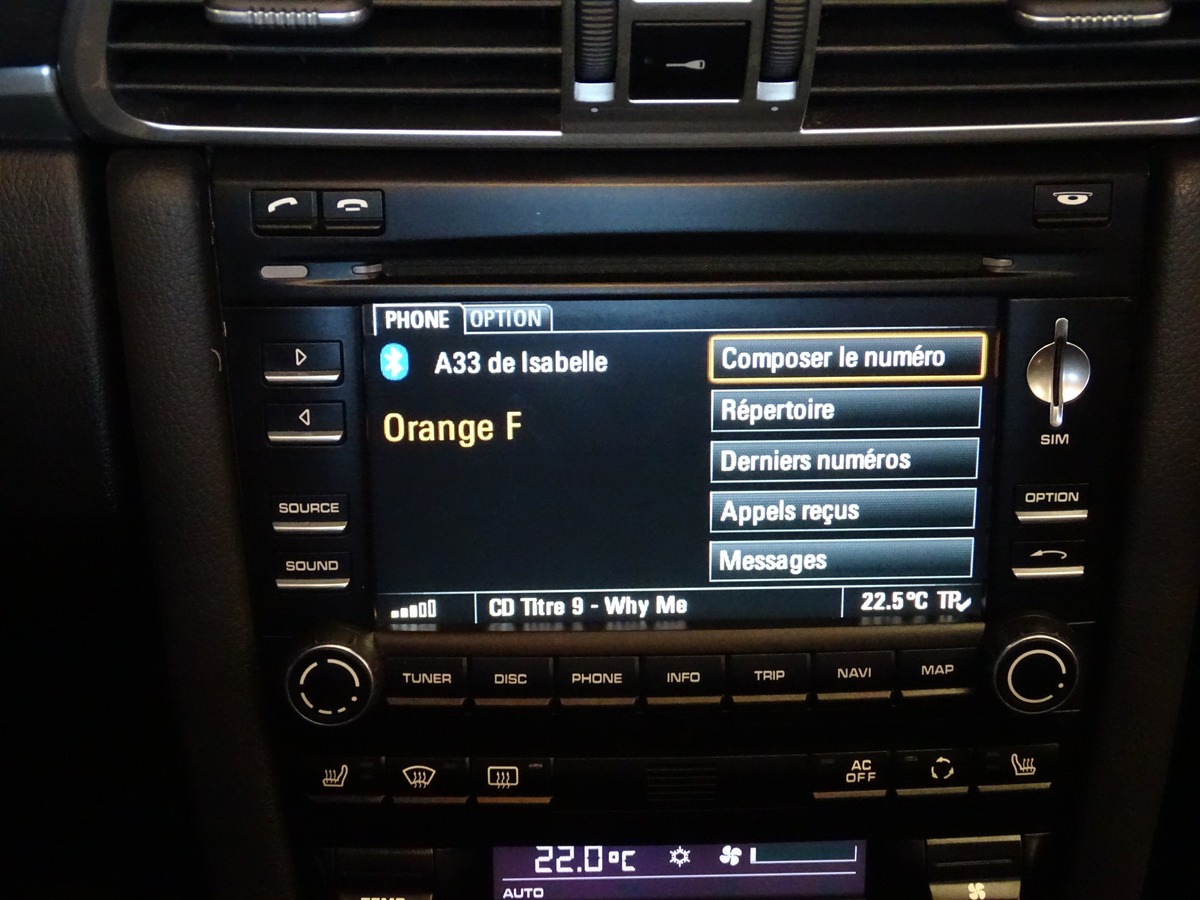 PHONE OPTION
A33 de Isabelle
Orange F
Composer le numéro
Répertoire
Derniers numéros
Appels reçus
Messages
CD Titre 9 - Why Me
22.5°C TP
SOURCE
SOUND
SIM
OPTION
TUNER DISC PHONE INFO TRIP NAVI MAP
AC
OFF
22.0°C
AUTO
TEMP